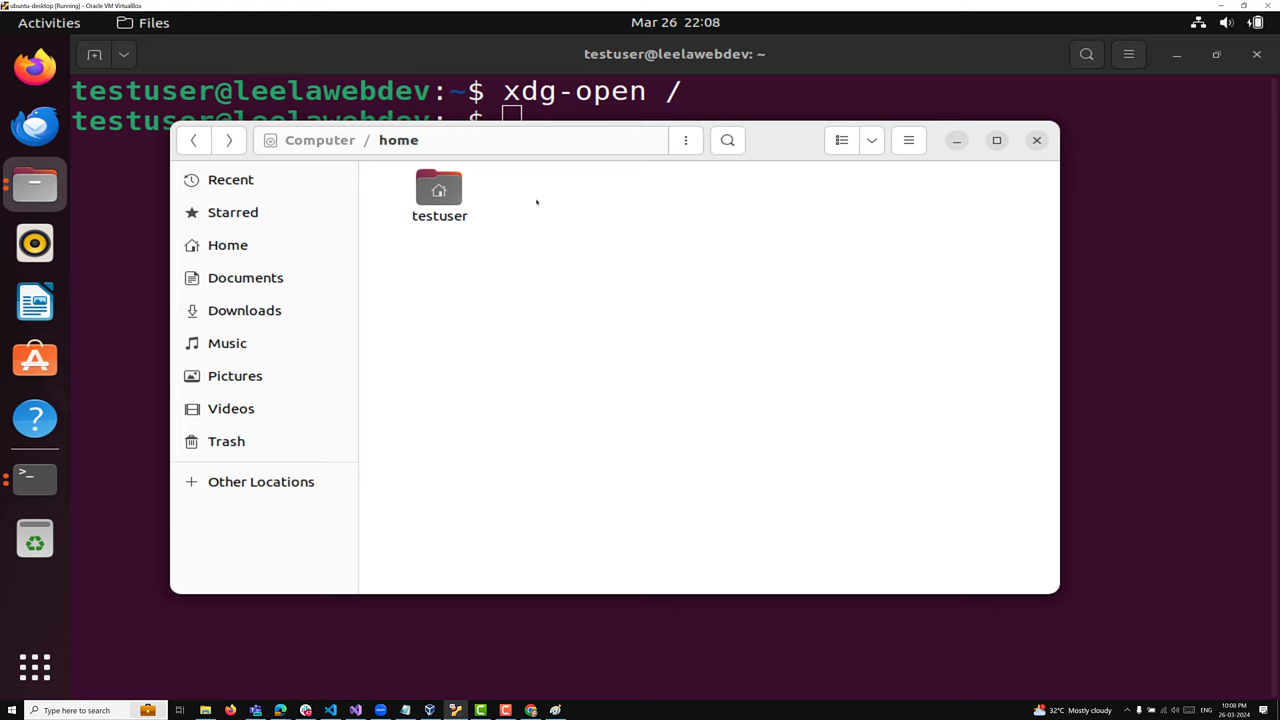 ubuntu-desktop [Running] - Oracle VM VirtualBox
Activities
Files
Mar 26 22:08
testuser@leelawebdev: ~
testuser@leelawebdev:~$ xdg-open /
testuser@leelawebdev:~$
Computer / home
Recent
Starred
Home
Documents
Downloads
Music
Pictures
Videos
Trash
+ Other Locations
testuser
>_
?
Type here to search
32°C Mostly cloudy
ENG
10:08 PM
26-03-2024